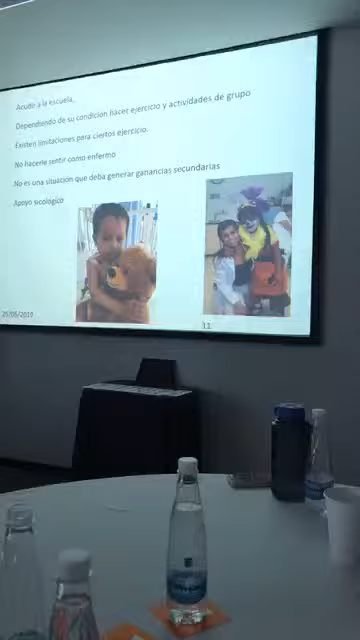 Acudir a la escuela,
Dependiendo de su condicion hacer ejercicio y actividades de grupo
Existen limitaciones para ciertos ejercicio.
No hacerle sentir como enfermo
No es una situación que deba generar ganancias secundarias
Apoyo sicológico
25/05/2019
11